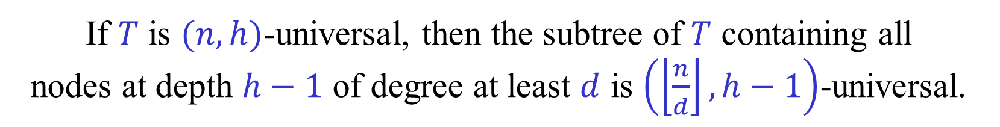 If T is (n, h)-universal, then the subtree of T containing all
nodes at depth h − 1 of degree at least d is (⌊n/d⌋, h − 1)-universal.